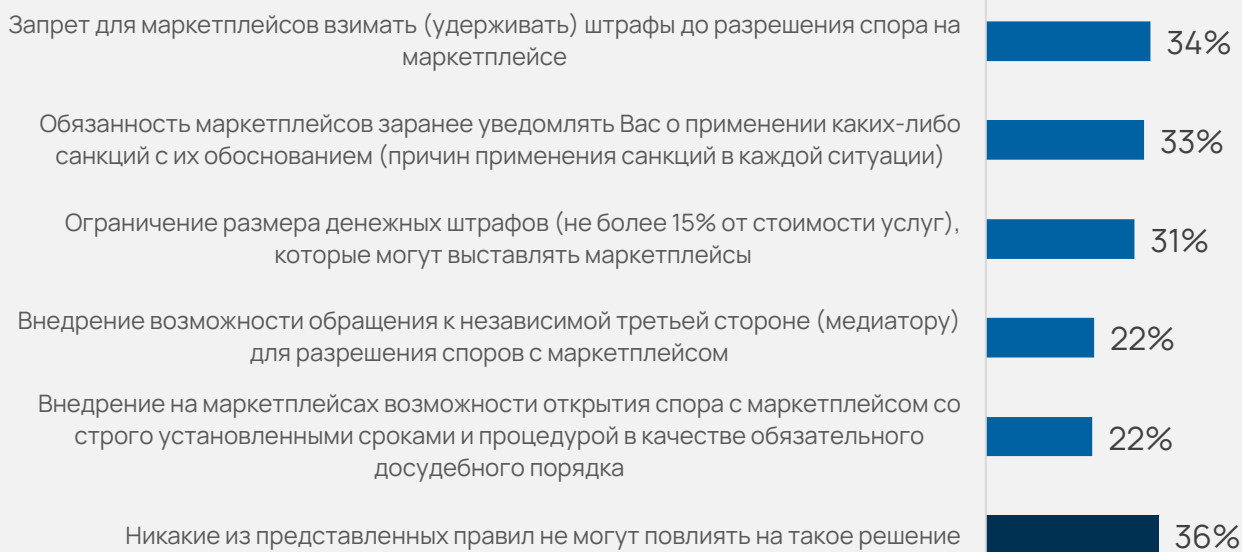 Запрет для маркетплейсов взимать (удерживать) штрафы до разрешения спора на
маркетплейсе
34%
Обязанность маркетплейсов заранее уведомлять Вас о применении каких-либо
санкций с их обоснованием (причин применения санкций в каждой ситуации)
33%
Ограничение размера денежных штрафов (не более 15% от стоимости услуг),
которые могут выставлять маркетплейсы
31%
Внедрение возможности обращения к независимой третьей стороне (медиатору)
для разрешения споров с маркетплейсом
22%
Внедрение на маркетплейсах возможности открытия спора с маркетплейсом со
строго установленными сроками и процедурой в качестве обязательного
досудебного порядка
22%
Никакие из представленных правил не могут повлиять на такое решение
36%